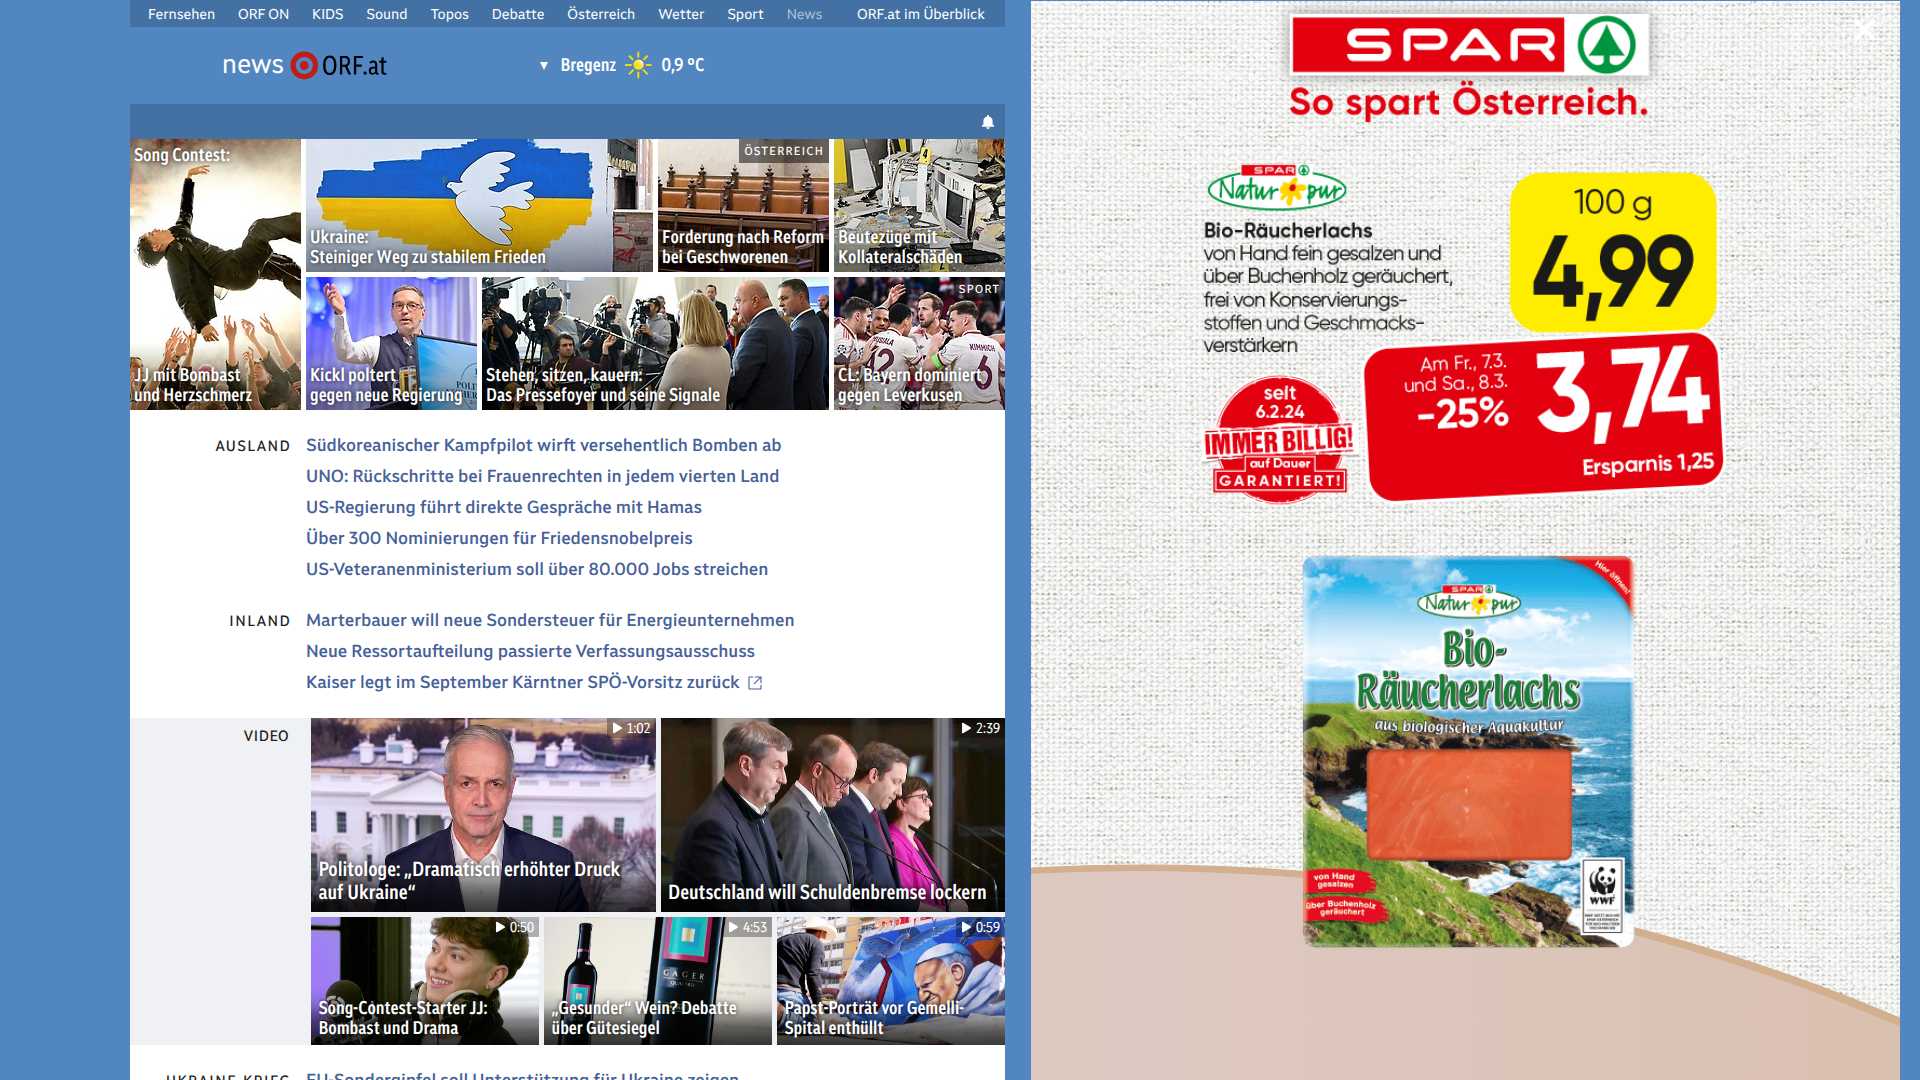 Fernsehen ORF ON KIDS Sound Topos Debatte Österreich Wetter Sport News ORF.at im Überblick
news ORF.at
Bregenz 0,9 °C
Song Contest:
JJ mit Bombast
und Herzschmerz
Ukraine:
Steiniger Weg zu stabilem Frieden
ÖSTERREICH
Forderung nach Reform
bei Geschworenen
4
Beutezüge mit
Kollateralschäden
Kickl poltert
gegen neue Regierung
Stehen, sitzen, kauern:
Das Pressefoyer und seine Signale
SPORT
KIMMICH
6
CL: Bayern dominiert
gegen Leverkusen
AUSLAND
Südkoreanischer Kampfpilot wirft versehentlich Bomben ab
UNO: Rückschritte bei Frauenrechten in jedem vierten Land
US-Regierung führt direkte Gespräche mit Hamas
Über 300 Nominierungen für Friedensnobelpreis
US-Veteranenministerium soll über 80.000 Jobs streichen
INLAND
Marterbauer will neue Sondersteuer für Energieunternehmen
Neue Ressortaufteilung passierte Verfassungsausschuss
Kaiser legt im September Kärntner SPÖ-Vorsitz zurück
VIDEO
1:02
Politologe: „Dramatisch erhöhter Druck
auf Ukraine“
2:39
Deutschland will Schuldenbremse lockern
0:50
Song-Contest-Starter JJ:
Bombast und Drama
4:53
GAGER
„Gesunder“ Wein? Debatte
über Gütesiegel
0:59
Papst-Porträt vor Gemelli-
Spital enthüllt
UKRAINE-KRIEG
EU-Sondergipfel soll Unterstützung für Ukraine zeigen
SPAR
So spart Österreich.
SPAR
Natur pur
Bio-Räucherlachs
von Hand fein gesalzen und
über Buchenholz geräuchert,
frei von Konservierungs-
stoffen und Geschmacks-
verstärkern
100 g
4,99
Am Fr., 7.3.
und Sa., 8.3.
-25%
3,74
Ersparnis 1,25
seit
6.2.24
IMMER BILLIG!
auf Dauer
GARANTIERT!
Hier öffnen!
SPAR
Natur pur
Bio-
Räucherlachs
aus biologischer Aquakultur
von Hand
gesalzen
über Buchenholz
geräuchert
WWF